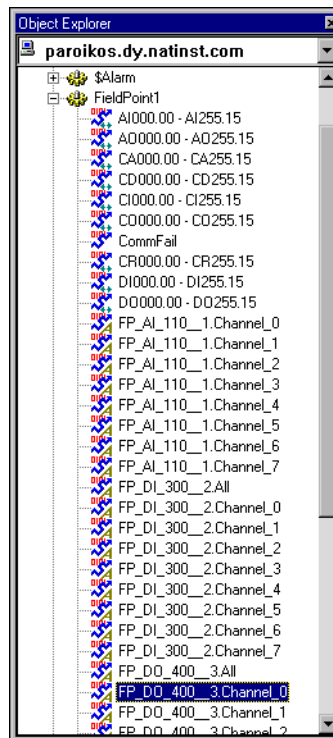 Object Explorer
paroikos.dy.natinst.com
$Alarm
FieldPoint1
AI000.00 - AI255.15
AO000.00 - AO255.15
CA000.00 - CA255.15
CD000.00 - CD255.15
CI000.00 - CI255.15
CO000.00 - CO255.15
CommFail
CR000.00 - CR255.15
DI000.00 - DI255.15
DO000.00 - DO255.15
FP_AI_110__1.Channel_0
FP_AI_110__1.Channel_1
FP_AI_110__1.Channel_2
FP_AI_110__1.Channel_3
FP_AI_110__1.Channel_4
FP_AI_110__1.Channel_5
FP_AI_110__1.Channel_6
FP_AI_110__1.Channel_7
FP_DI_300__2.All
FP_DI_300__2.Channel_0
FP_DI_300__2.Channel_1
FP_DI_300__2.Channel_2
FP_DI_300__2.Channel_3
FP_DI_300__2.Channel_4
FP_DI_300__2.Channel_5
FP_DI_300__2.Channel_6
FP_DI_300__2.Channel_7
FP_DO_400__3.All
FP_DO_400__3.Channel_0
FP_DO_400__3.Channel_1
FP_DO_400__3.Channel_2